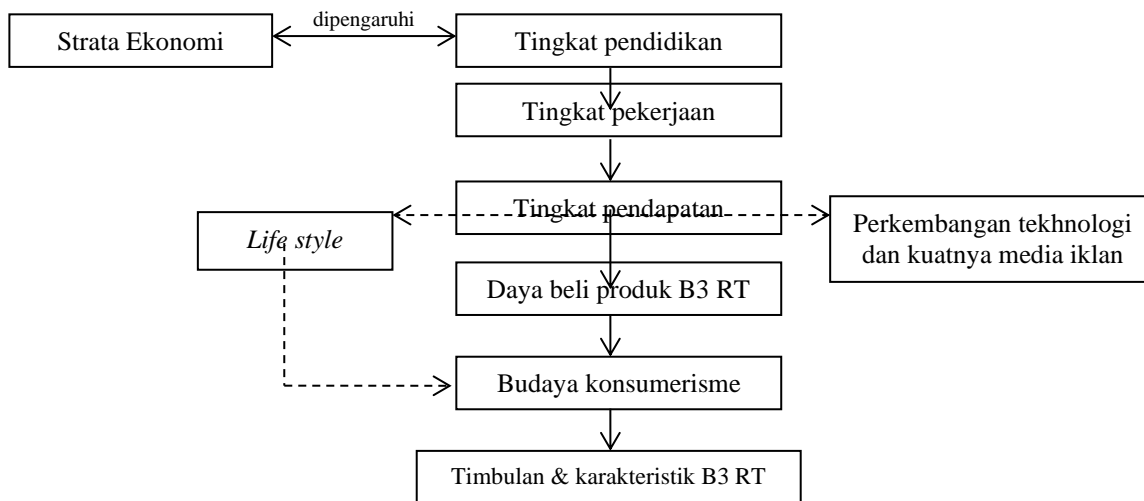 dipengaruhi
Strata Ekonomi
Tingkat pendidikan
Tingkat pekerjaan
Tingkat pendapatan
Life style
Perkembangan tekhnologi
dan kuatnya media iklan
Daya beli produk B3 RT
Budaya konsumerisme
Timbulan & karakteristik B3 RT